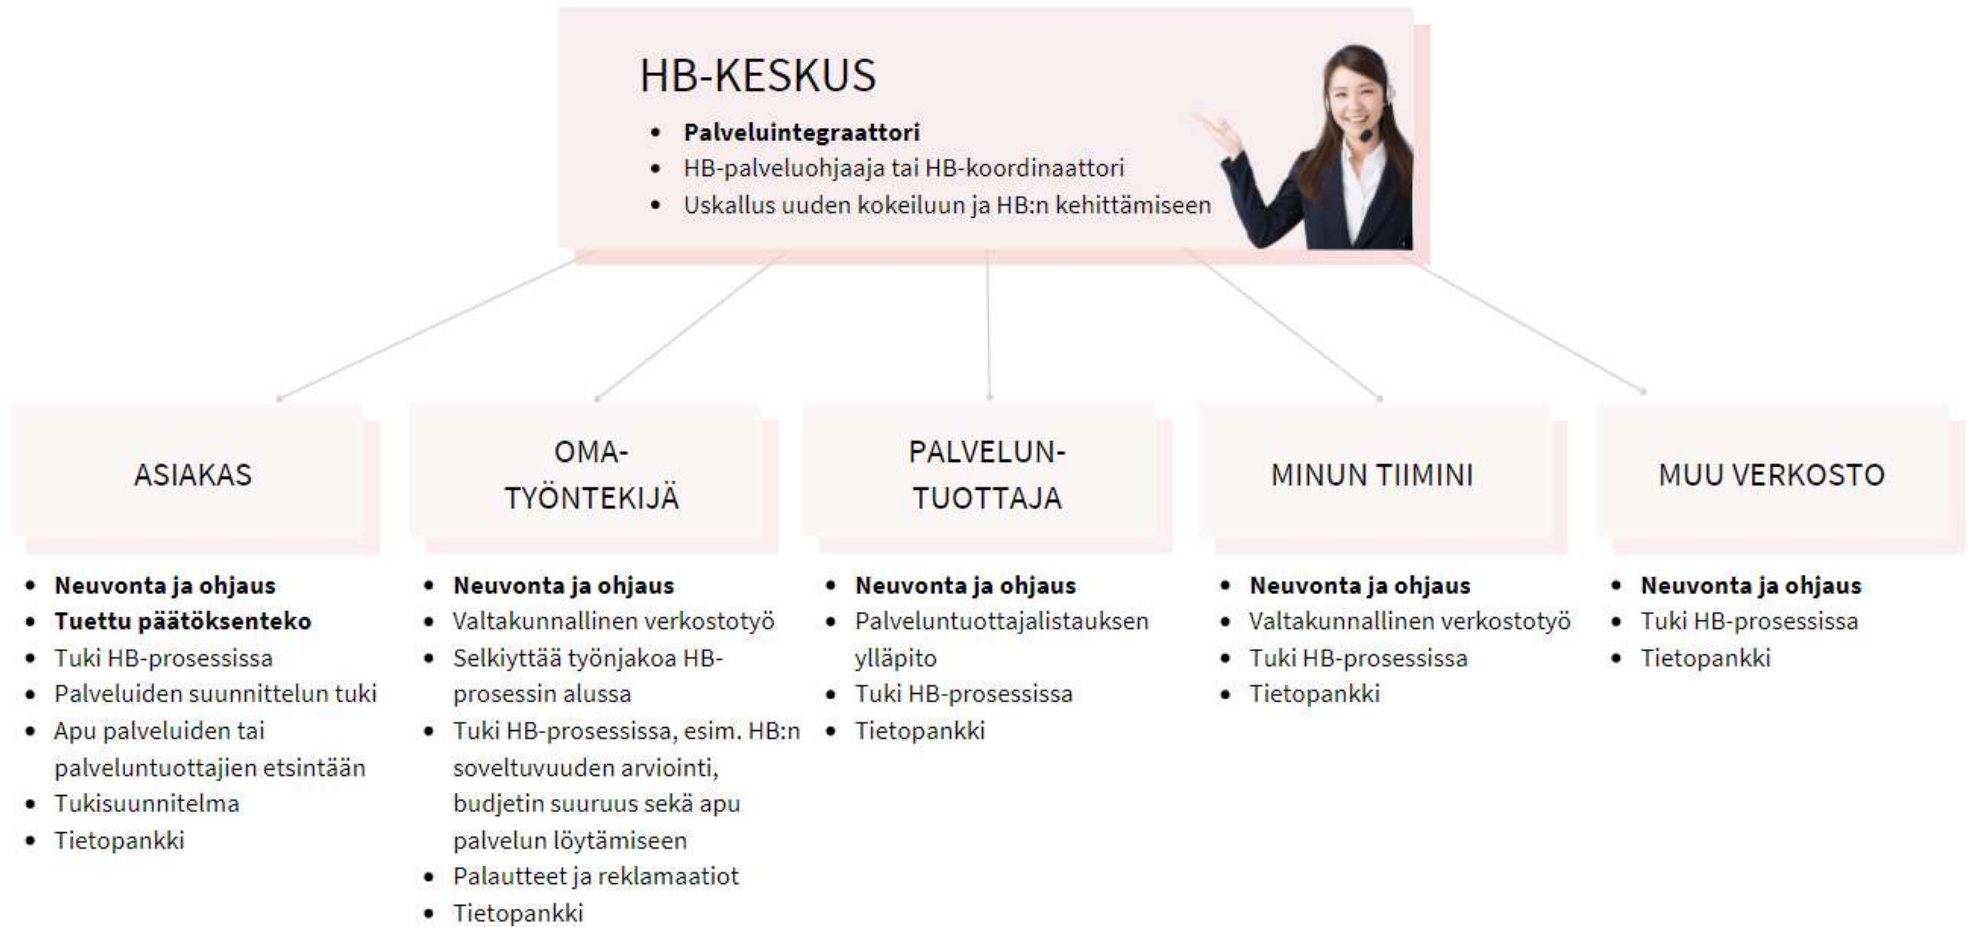 HB-KESKUS
Palveluintegraattori
HB-palveluohjaaja tai HB-koordinaattori
Uskallus uuden kokeiluun ja HB:n kehittämiseen
ASIAKAS
Neuvonta ja ohjaus
Tuettu päätöksenteko
Tuki HB-prosessissa
Palveluiden suunnittelun tuki
Apu palveluiden tai
palveluntuottajien etsintään
Tukisuunnitelma
Tietopankki
OMA-
TYÖNTEKIJÄ
Neuvonta ja ohjaus
Valtakunnallinen verkostotyö
Selkiyttää työnjakoa HB-
prosessin alussa
Tuki HB-prosessissa, esim. HB:n
soveltuvuuden arviointi,
budjetin suuruus sekä apu
palvelun löytämiseen
Palautteet ja reklamaatiot
Tietopankki
PALVELUN-
TUOTTAJA
Neuvonta ja ohjaus
Palveluntuottajalistauksen
ylläpito
Tuki HB-prosessissa
Tietopankki
MINUN TIIMINI
Neuvonta ja ohjaus
Valtakunnallinen verkostotyö
Tuki HB-prosessissa
Tietopankki
MUU VERKOSTO
Neuvonta ja ohjaus
Tuki HB-prosessissa
Tietopankki